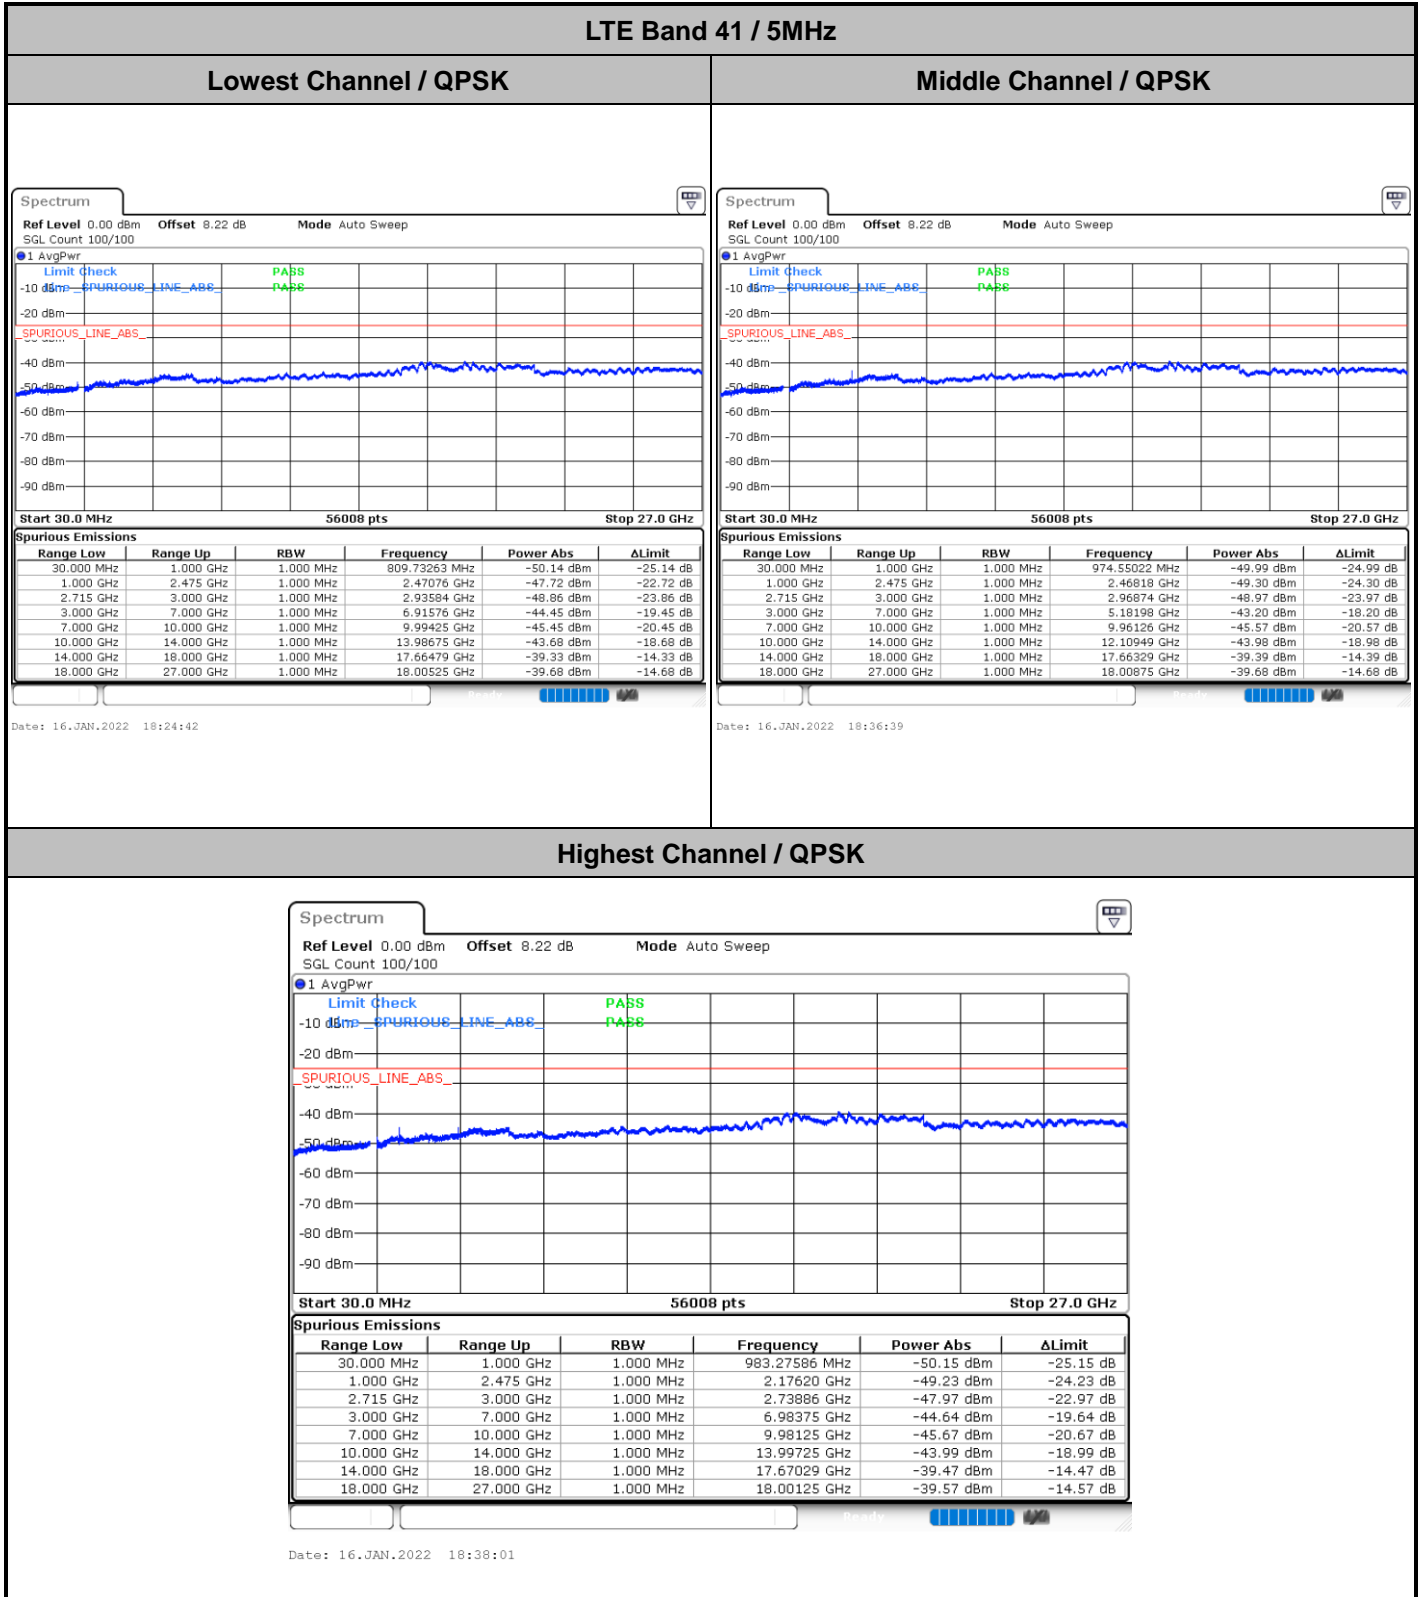 LTE Band 41 / 5MHz
Lowest Channel / QPSK
Middle Channel / QPSK
Spectrum
Ref Level 0.00 dBm Offset 8.22 dB Mode Auto Sweep
SGL Count 100/100
1 AvgPwr
Limit Check PASS
-10 dBm Line _SPURIOUS_LINE_ABS_ PASS
-20 dBm
_SPURIOUS_LINE_ABS_
-40 dBm
-50 dBm
-60 dBm
-70 dBm
-80 dBm
-90 dBm
Start 30.0 MHz 56008 pts Stop 27.0 GHz
Spurious Emissions
Range Low Range Up RBW Frequency Power Abs ΔLimit
30.000 MHz 1.000 GHz 1.000 MHz 809.73263 MHz -50.14 dBm -25.14 dB
1.000 GHz 2.475 GHz 1.000 MHz 2.47076 GHz -47.72 dBm -22.72 dB
2.715 GHz 3.000 GHz 1.000 MHz 2.93584 GHz -48.86 dBm -23.86 dB
3.000 GHz 7.000 GHz 1.000 MHz 6.91576 GHz -44.45 dBm -19.45 dB
7.000 GHz 10.000 GHz 1.000 MHz 9.99425 GHz -45.45 dBm -20.45 dB
10.000 GHz 14.000 GHz 1.000 MHz 13.98675 GHz -43.68 dBm -18.68 dB
14.000 GHz 18.000 GHz 1.000 MHz 17.66479 GHz -39.33 dBm -14.33 dB
18.000 GHz 27.000 GHz 1.000 MHz 18.00525 GHz -39.68 dBm -14.68 dB
Ready
Date: 16.JAN.2022 18:24:42
Spectrum
Ref Level 0.00 dBm Offset 8.22 dB Mode Auto Sweep
SGL Count 100/100
1 AvgPwr
Limit Check PASS
-10 dBm Line _SPURIOUS_LINE_ABS_ PASS
-20 dBm
_SPURIOUS_LINE_ABS_
-40 dBm
-50 dBm
-60 dBm
-70 dBm
-80 dBm
-90 dBm
Start 30.0 MHz 56008 pts Stop 27.0 GHz
Spurious Emissions
Range Low Range Up RBW Frequency Power Abs ΔLimit
30.000 MHz 1.000 GHz 1.000 MHz 974.55022 MHz -49.99 dBm -24.99 dB
1.000 GHz 2.475 GHz 1.000 MHz 2.46818 GHz -49.30 dBm -24.30 dB
2.715 GHz 3.000 GHz 1.000 MHz 2.96874 GHz -48.97 dBm -23.97 dB
3.000 GHz 7.000 GHz 1.000 MHz 5.18198 GHz -43.20 dBm -18.20 dB
7.000 GHz 10.000 GHz 1.000 MHz 9.96126 GHz -45.57 dBm -20.57 dB
10.000 GHz 14.000 GHz 1.000 MHz 12.10949 GHz -43.98 dBm -18.98 dB
14.000 GHz 18.000 GHz 1.000 MHz 17.66329 GHz -39.39 dBm -14.39 dB
18.000 GHz 27.000 GHz 1.000 MHz 18.00875 GHz -39.68 dBm -14.68 dB
Ready
Date: 16.JAN.2022 18:36:39
Highest Channel / QPSK
Spectrum
Ref Level 0.00 dBm Offset 8.22 dB Mode Auto Sweep
SGL Count 100/100
1 AvgPwr
Limit Check PASS
-10 dBm Line _SPURIOUS_LINE_ABS_ PASS
-20 dBm
_SPURIOUS_LINE_ABS_
-40 dBm
-50 dBm
-60 dBm
-70 dBm
-80 dBm
-90 dBm
Start 30.0 MHz 56008 pts Stop 27.0 GHz
Spurious Emissions
Range Low Range Up RBW Frequency Power Abs ΔLimit
30.000 MHz 1.000 GHz 1.000 MHz 983.27586 MHz -50.15 dBm -25.15 dB
1.000 GHz 2.475 GHz 1.000 MHz 2.17620 GHz -49.23 dBm -24.23 dB
2.715 GHz 3.000 GHz 1.000 MHz 2.73886 GHz -47.97 dBm -22.97 dB
3.000 GHz 7.000 GHz 1.000 MHz 6.98375 GHz -44.64 dBm -19.64 dB
7.000 GHz 10.000 GHz 1.000 MHz 9.98125 GHz -45.67 dBm -20.67 dB
10.000 GHz 14.000 GHz 1.000 MHz 13.99725 GHz -43.99 dBm -18.99 dB
14.000 GHz 18.000 GHz 1.000 MHz 17.67029 GHz -39.47 dBm -14.47 dB
18.000 GHz 27.000 GHz 1.000 MHz 18.00125 GHz -39.57 dBm -14.57 dB
Ready
Date: 16.JAN.2022 18:38:01